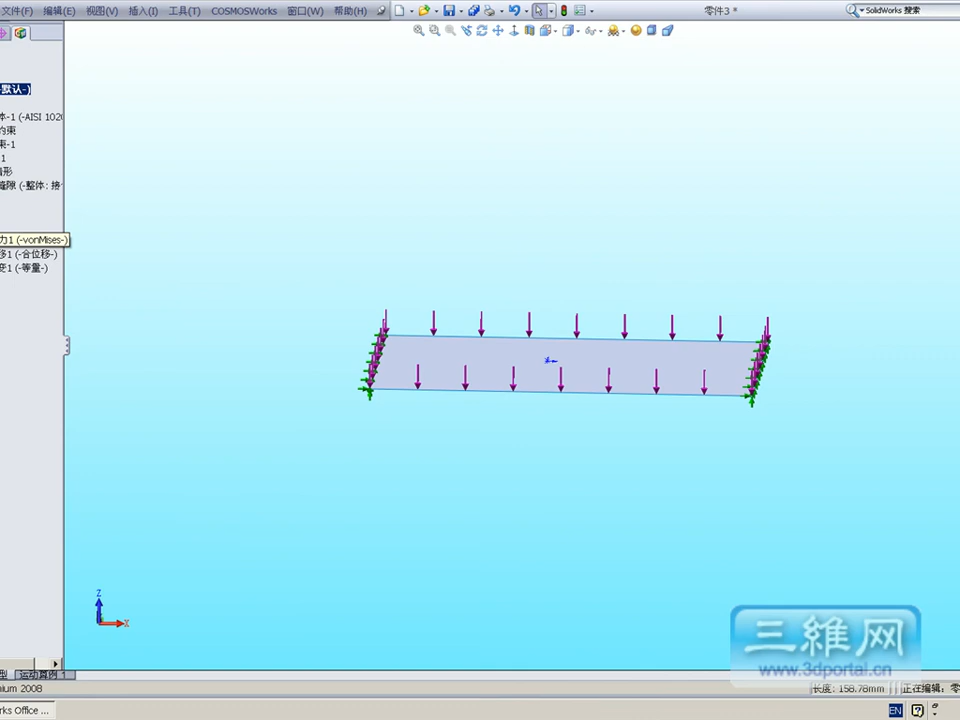 文件(F) 编辑(E) 视图(V) 插入(I) 工具(T) COSMOSWorks 窗口(W) 帮助(H) 零件3 * SolidWorks 搜索
-默认-)
体-1 (-AISI 1020
约束
束-1
1
缝隙 (-整体: 接
力1 (-vonMises-)
移1 (-合位移-)
变1 (-等量-)
Z
X
三維网
www.3dportal.cn
型 运动算例 1
nium 2008 长度: 158.78mm 正在编辑: 零
rks Office ... EN